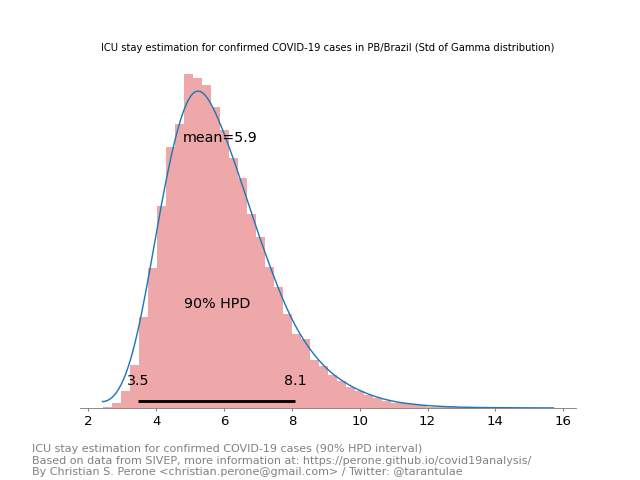 ICU stay estimation for confirmed COVID-19 cases in PB/Brazil (Std of Gamma distribution)
mean=5.9
90% HPD
3.5 8.1
2 4 6 8 10 12 14 16
ICU stay estimation for confirmed COVID-19 cases (90% HPD interval)
Based on data from SIVEP, more information at: https://perone.github.io/covid19analysis/
By Christian S. Perone <christian.perone@gmail.com> / Twitter: @tarantulae